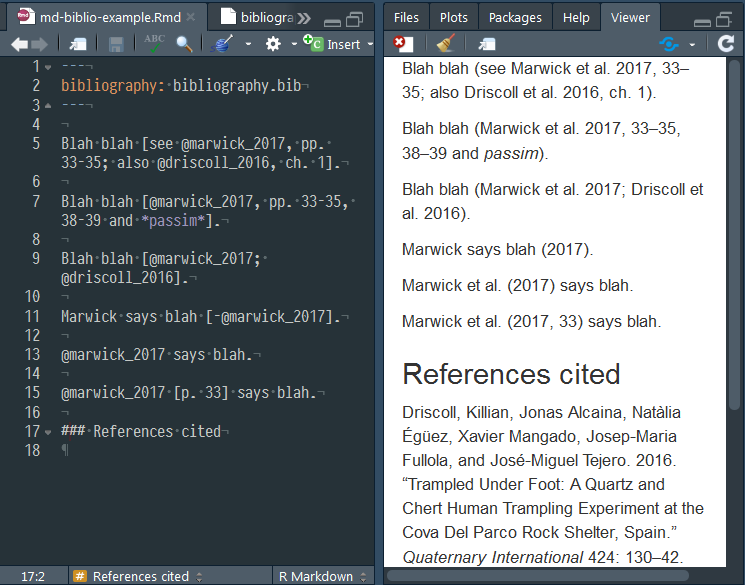 md-biblio-example.Rmd
bibliogra
ABC
Insert
1 ---
2 bibliography: bibliography.bib
3 ---
4
5 Blah blah [see @marwick_2017, pp.
33-35; also @driscoll_2016, ch. 1].
6
7 Blah blah [@marwick_2017, pp. 33-35,
38-39 and *passim*].
8
9 Blah blah [@marwick_2017;
@driscoll_2016].
10
11 Marwick says blah [-@marwick_2017].
12
13 @marwick_2017 says blah.
14
15 @marwick_2017 [p. 33] says blah.
16
17 ### References cited
18
17:2 # References cited R Markdown
Files Plots Packages Help Viewer
Blah blah (see Marwick et al. 2017, 33–
35; also Driscoll et al. 2016, ch. 1).
Blah blah (Marwick et al. 2017, 33–35,
38–39 and passim).
Blah blah (Marwick et al. 2017; Driscoll et
al. 2016).
Marwick says blah (2017).
Marwick et al. (2017) says blah.
Marwick et al. (2017, 33) says blah.
References cited
Driscoll, Killian, Jonas Alcaina, Natàlia
Égüez, Xavier Mangado, Josep-Maria
Fullola, and José-Miguel Tejero. 2016.
“Trampled Under Foot: A Quartz and
Chert Human Trampling Experiment at the
Cova Del Parco Rock Shelter, Spain.”
Quaternary International 424: 130–42.